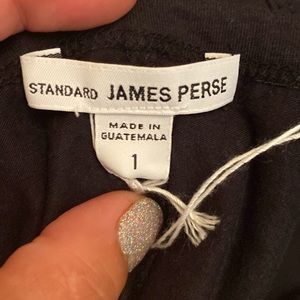 STANDARD JAMES PERSE
MADE IN
GUATEMALA
1